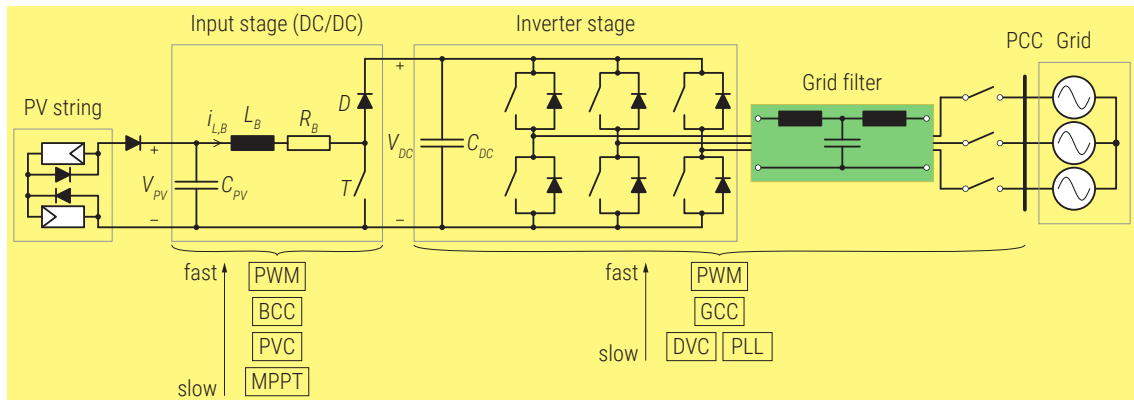 Input stage (DC/DC)
Inverter stage
PCC Grid
Grid filter
PV string
D
i L,B
L B
R B
+
+
V PV
C PV
T
V DC
C DC
–
–
fast
slow
PWM
BCC
PVC
MPPT
fast
slow
PWM
GCC
DVC PLL